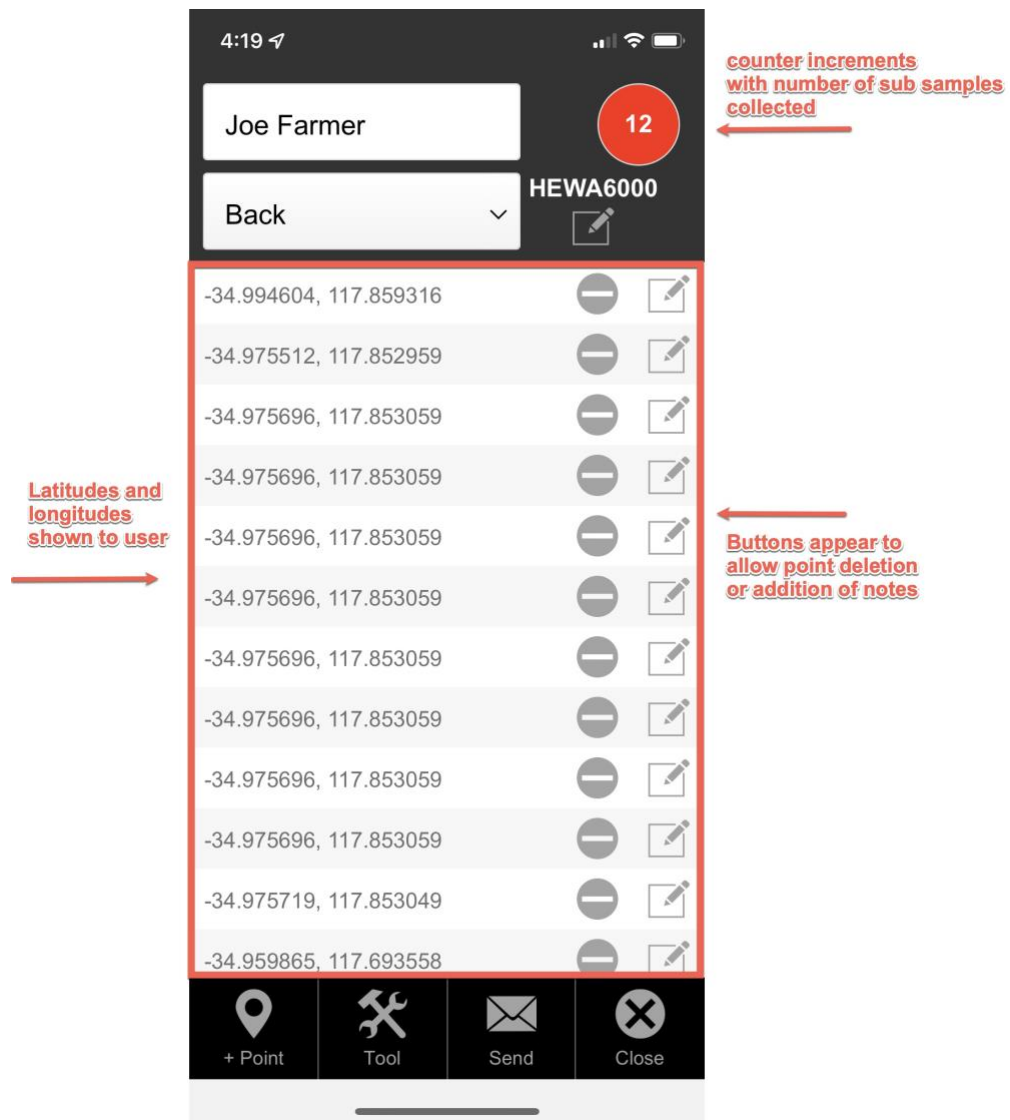 4:19
counter increments
with number of sub samples
collected
Joe Farmer
12
HEWA6000
Back
-34.994604, 117.859316
-34.975512, 117.852959
-34.975696, 117.853059
-34.975696, 117.853059
Latitudes and
longitudes
shown to user
-34.975696, 117.853059
Buttons appear to
allow point deletion
or addition of notes
-34.975696, 117.853059
-34.975696, 117.853059
-34.975696, 117.853059
-34.975696, 117.853059
-34.975696, 117.853059
-34.975719, 117.853049
-34.959865, 117.693558
+ Point
Tool
Send
Close